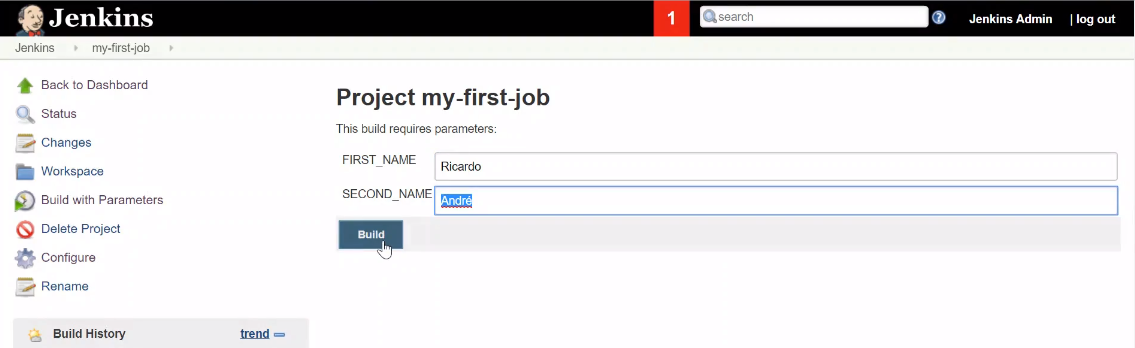 Jenkins
1
search
Jenkins Admin | log out
Jenkins my-first-job
Back to Dashboard
Status
Changes
Workspace
Build with Parameters
Delete Project
Configure
Rename
Build History trend
Project my-first-job
This build requires parameters:
FIRST_NAME Ricardo
SECOND_NAME André
Build